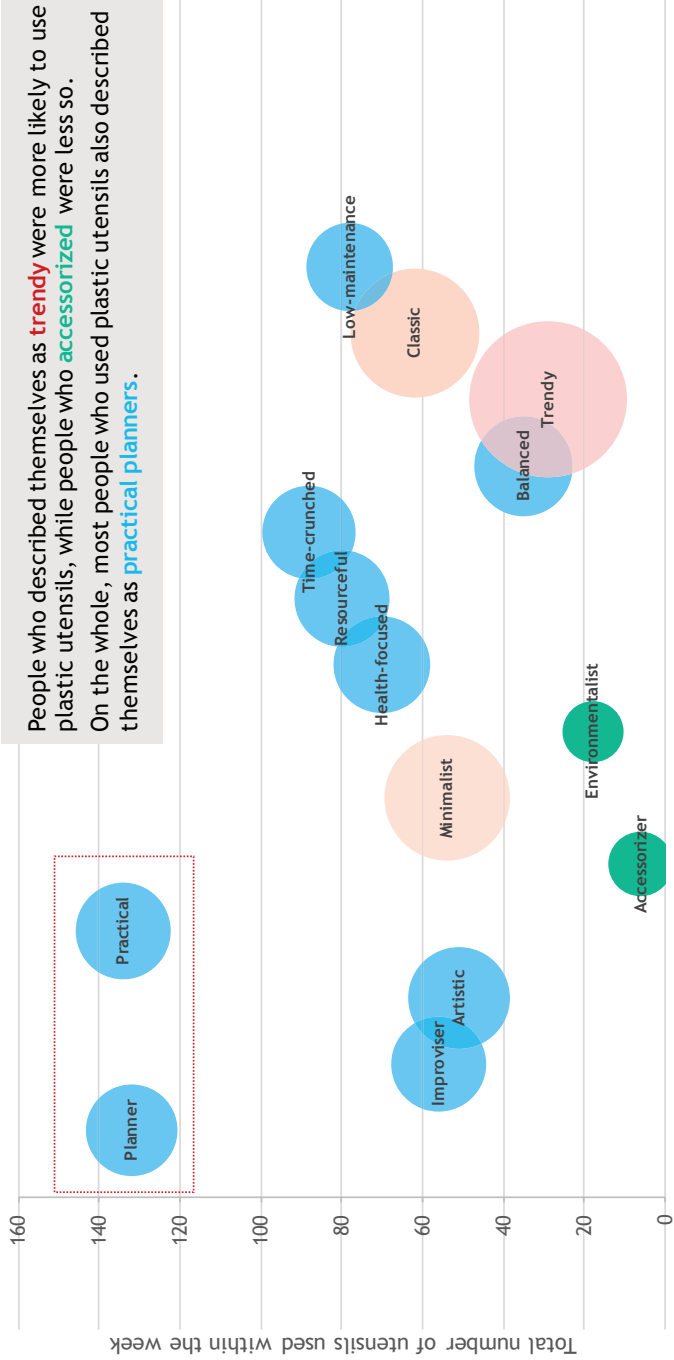 People who described themselves as trendy were more likely to use
plastic utensils, while people who accessorized were less so.
On the whole, most people who used plastic utensils also described
themselves as practical planners.
Total number of utensils used within the week
160
140
120
100
80
60
40
20
0
Planner
Practical
Improviser
Artistic
Accessorizer
Minimalist
Environmentalist
Health-focused
Resourceful
Time-crunched
Balanced
Trendy
Classic
Low-maintenance